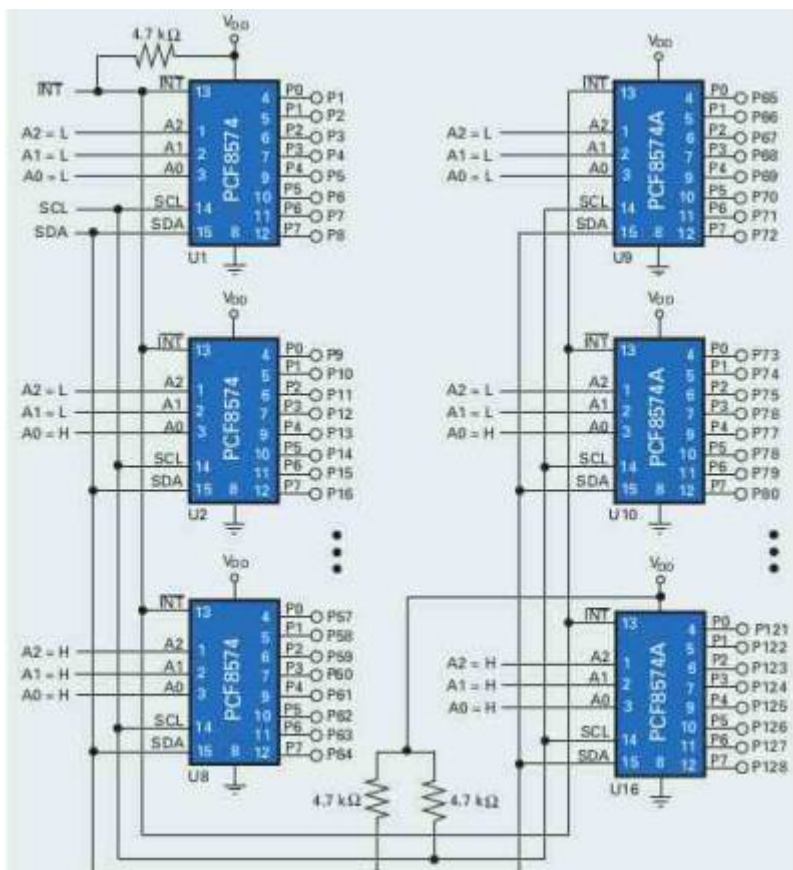 4.7 kΩ
VDD
INT
INT
13
PCF8574
4 P0 P1
5 P1 P2
6 P2 P3
7 P3 P4
9 P4 P5
10 P5 P6
11 P6 P7
12 P7 P8
A2 = L A2 1
A1 = L A1 2
A0 = L A0 3
SCL SCL 14
SDA SDA 15
8
U1
VDD
INT
13
PCF8574
4 P0 P9
5 P1 P10
6 P2 P11
7 P3 P12
9 P4 P13
10 P5 P14
11 P6 P15
12 P7 P16
A2 = L A2 1
A1 = L A1 2
A0 = H A0 3
SCL 14
SDA 15
8
U2
VDD
INT
13
PCF8574
4 P0 P57
5 P1 P58
6 P2 P59
7 P3 P60
9 P4 P61
10 P5 P62
11 P6 P63
12 P7 P64
A2 = H A2 1
A1 = H A1 2
A0 = H A0 3
SCL 14
SDA 15
8
U8
4.7 kΩ
4.7 kΩ
VDD
INT
13
PCF8574A
4 P0 P65
5 P1 P66
6 P2 P67
7 P3 P68
9 P4 P69
10 P5 P70
11 P6 P71
12 P7 P72
A2 = L A2 1
A1 = L A1 2
A0 = L A0 3
SCL 14
SDA 15
8
U9
VDD
INT
13
PCF8574A
4 P0 P73
5 P1 P74
6 P2 P75
7 P3 P76
9 P4 P77
10 P5 P78
11 P6 P79
12 P7 P80
A2 = L A2 1
A1 = L A1 2
A0 = H A0 3
SCL 14
SDA 15
8
U10
VDD
INT
13
PCF8574A
4 P0 P121
5 P1 P122
6 P2 P123
7 P3 P124
9 P4 P125
10 P5 P126
11 P6 P127
12 P7 P128
A2 = H A2 1
A1 = H A1 2
A0 = H A0 3
SCL 14
SDA 15
8
U16